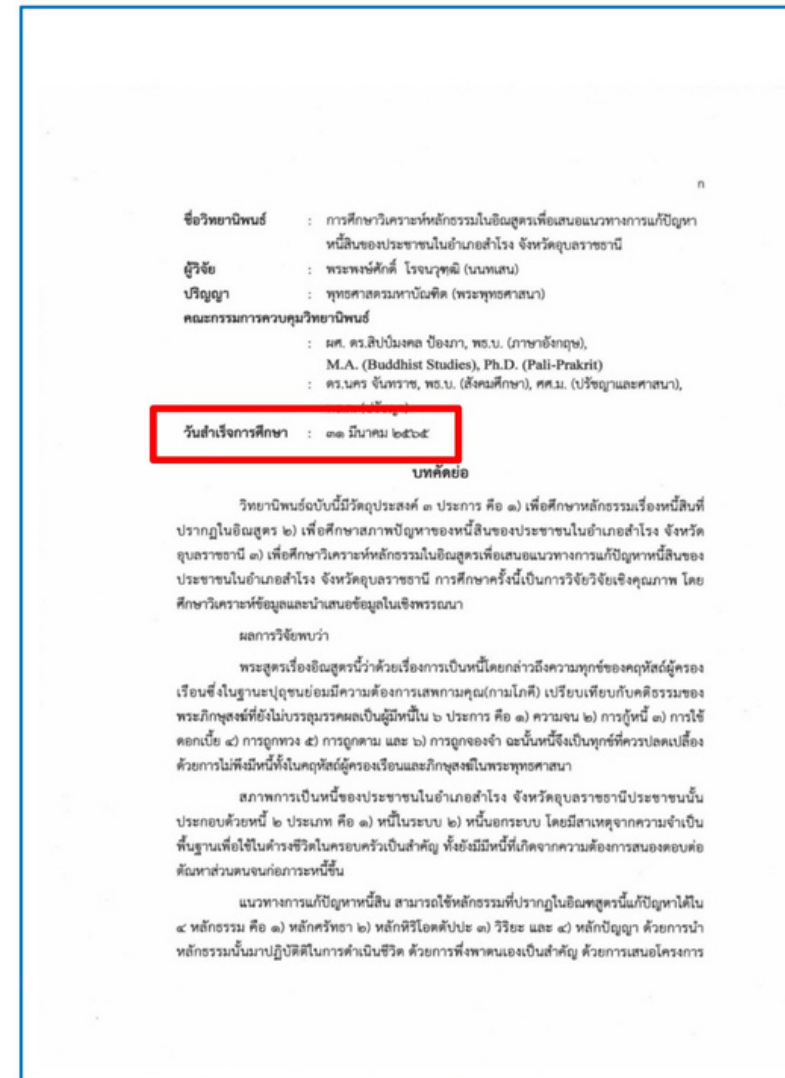 ก
ชื่อวิทยานิพนธ์ : การศึกษาวิเคราะห์หลักธรรมในอิณสูตรเพื่อเสนอแนวทางการแก้ปัญหา
หนี้สินของประชาชนในอำเภอสำโรง จังหวัดอุบลราชธานี
ผู้วิจัย : พระพงษ์ศักดิ์ โรจนวุฑฺฒิ (นนทเสน)
ปริญญา : พุทธศาสตรมหาบัณฑิต (พระพุทธศาสนา)
คณะกรรมการควบคุมวิทยานิพนธ์
: ผศ. ดร.สิปป์มงคล ป้องภา, พธ.บ. (ภาษาอังกฤษ),
M.A. (Buddhist Studies), Ph.D. (Pali-Prakrit)
: ดร.นคร จันทราช, พธ.บ. (สังคมศึกษา), ศศ.ม. (ปรัชญาและศาสนา),
วันสำเร็จการศึกษา : ๓๑ มีนาคม ๒๕๖๕
บทคัดย่อ
วิทยานิพนธ์ฉบับนี้มีวัตถุประสงค์ ๓ ประการ คือ ๑) เพื่อศึกษาหลักธรรมเรื่องหนี้สินที่
ปรากฏในอิณสูตร ๒) เพื่อศึกษาสภาพปัญหาของหนี้สินของประชาชนในอำเภอสำโรง จังหวัด
อุบลราชธานี ๓) เพื่อศึกษาวิเคราะห์หลักธรรมในอิณสูตรเพื่อเสนอแนวทางการแก้ปัญหาหนี้สินของ
ประชาชนในอำเภอสำโรง จังหวัดอุบลราชธานี การศึกษาครั้งนี้เป็นการวิจัยวิจัยเชิงคุณภาพ โดย
ศึกษาวิเคราะห์ข้อมูลและนำเสนอข้อมูลในเชิงพรรณนา
ผลการวิจัยพบว่า
พระสูตรเรื่องอิณสูตรนี้ว่าด้วยเรื่องการเป็นหนี้โดยกล่าวถึงความทุกข์ของคฤหัสถ์ผู้ครอง
เรือนซึ่งในฐานะปุถุชนย่อมมีความต้องการเสพกามคุณ(กามโภคี) เปรียบเทียบกับคติธรรมของ
พระภิกษุสงฆ์ที่ยังไม่บรรลุมรรคผลเป็นผู้มีหนี้ใน ๖ ประการ คือ ๑) ความจน ๒) การกู้หนี้ ๓) การใช้
ดอกเบี้ย ๔) การถูกทวง ๕) การถูกตาม และ ๖) การถูกจองจำ ฉะนั้นหนี้จึงเป็นทุกข์ที่ควรปลดเปลื้อง
ด้วยการไม่พึงมีหนี้ทั้งในคฤหัสถ์ผู้ครองเรือนและภิกษุสงฆ์ในพระพุทธศาสนา
สภาพการเป็นหนี้ของประชาชนในอำเภอสำโรง จังหวัดอุบลราชธานีประชาชนนั้น
ประกอบด้วยหนี้ ๒ ประเภท คือ ๑) หนี้ในระบบ ๒) หนี้นอกระบบ โดยมีสาเหตุจากความจำเป็น
พื้นฐานเพื่อใช้ในดำรงชีวิตในครอบครัวเป็นสำคัญ ทั้งยังมีมีหนี้ที่เกิดจากความต้องการสนองตอบต่อ
ตัณหาส่วนตนจนก่อภาระหนี้ขึ้น
แนวทางการแก้ปัญหาหนี้สิน สามารถใช้หลักธรรมที่ปรากฏในอิณฑสูตรนี้แก้ปัญหาได้ใน
๔ หลักธรรม คือ ๑) หลักศรัทธา ๒) หลักหิริโอตตัปปะ ๓) วิริยะ และ ๔) หลักปัญญา ด้วยการนำ
หลักธรรมนั้นมาปฏิบัติดีในการดำเนินชีวิต ด้วยการพึ่งพาตนเองเป็นสำคัญ ด้วยการเสนอโครงการ